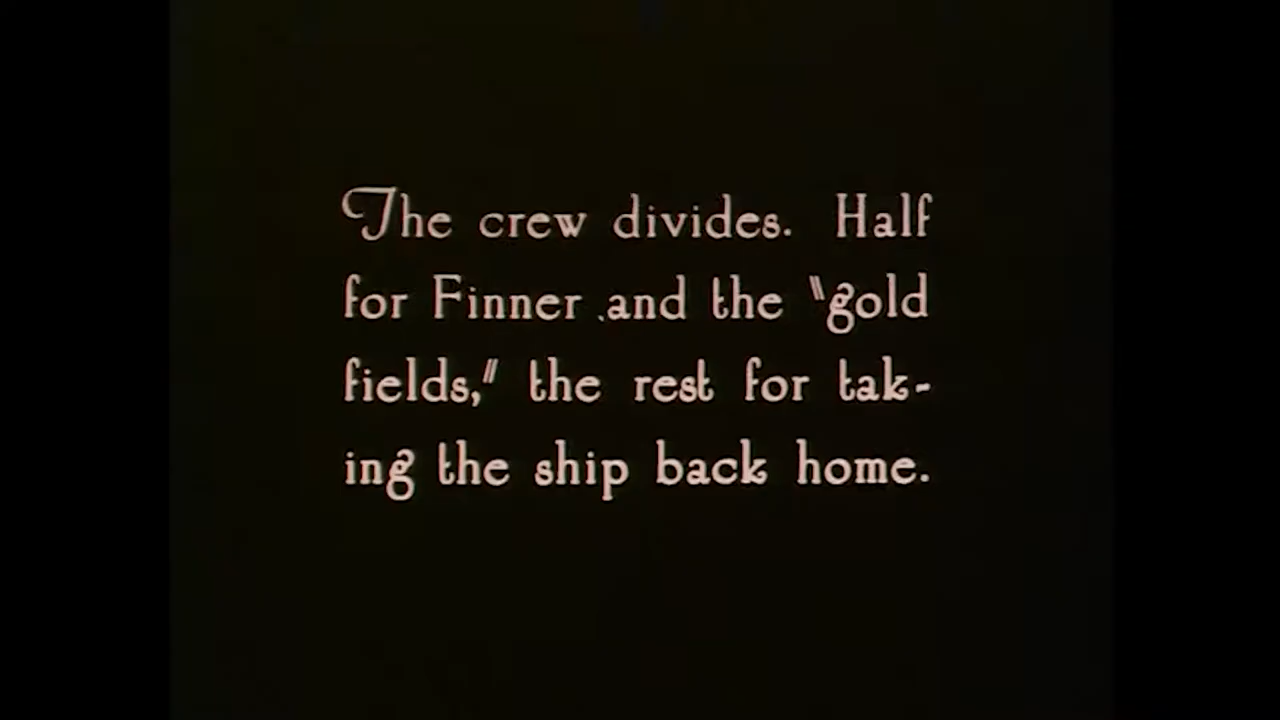 The crew divides. Half
for Finner and the "gold
fields," the rest for tak-
ing the ship back home.